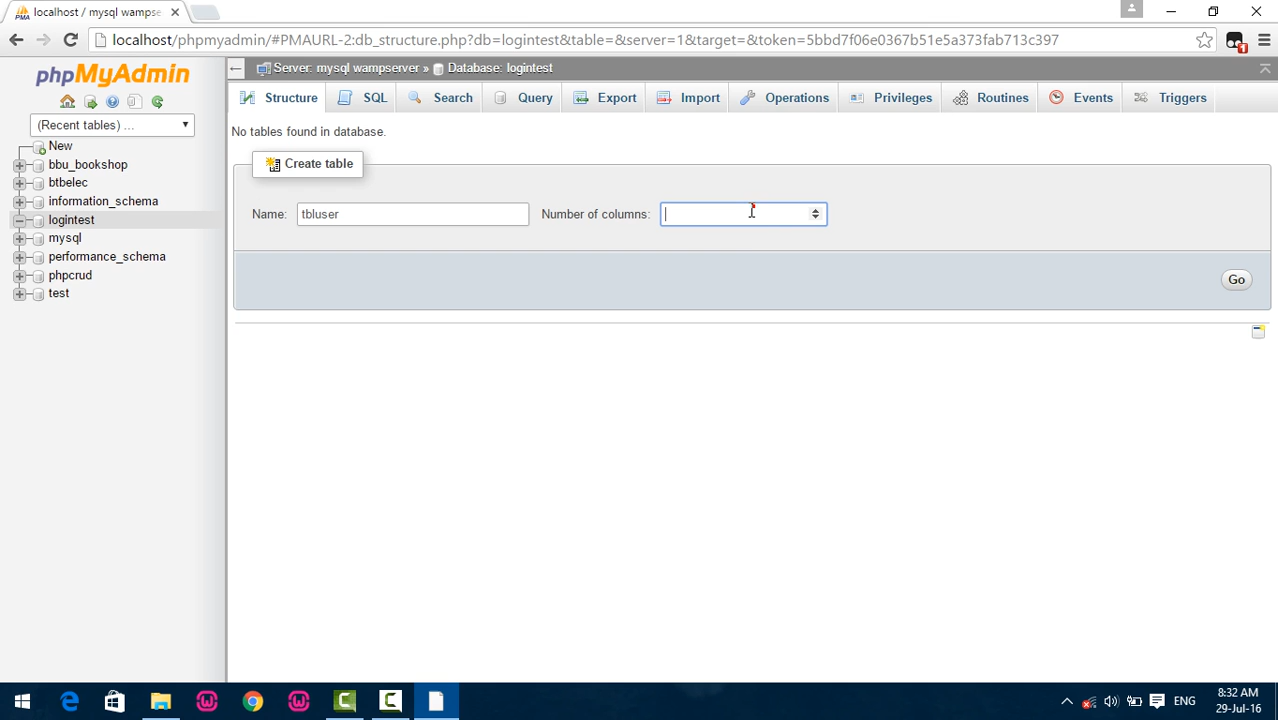 localhost / mysql wampse
localhost/phpmyadmin/#PMAURL-2:db_structure.php?db=logintest&table=&server=1&target=&token=5bbd7f06e0367b51e5a373fab713c397
phpMyAdmin
(Recent tables) ...
New
bbu_bookshop
btbelec
information_schema
logintest
mysql
performance_schema
phpcrud
test
Server: mysql wampserver » Database: logintest
Structure SQL Search Query Export Import Operations Privileges Routines Events Triggers
No tables found in database.
Create table
Name: tbluser Number of columns:
Go
ENG
8:32 AM
29-Jul-16